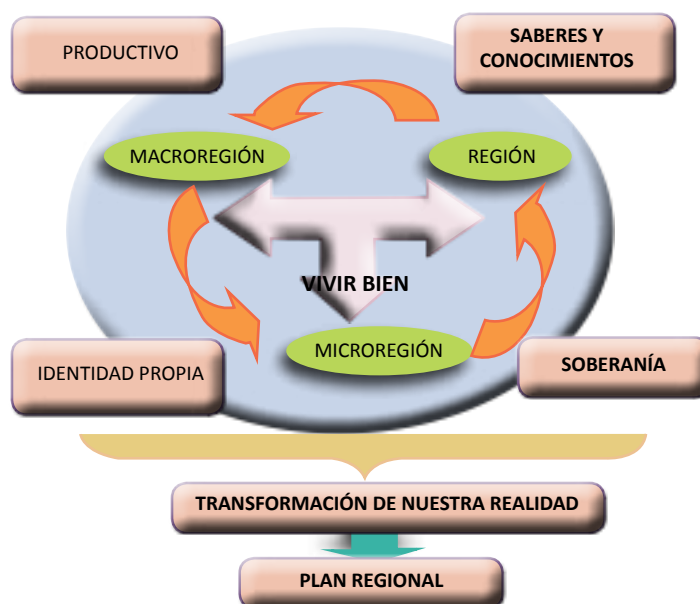 PRODUCTIVO
SABERES Y
CONOCIMIENTOS
MACROREGIÓN
REGIÓN
VIVIR BIEN
MICROREGIÓN
IDENTIDAD PROPIA
SOBERANÍA
TRANSFORMACIÓN DE NUESTRA REALIDAD
PLAN REGIONAL